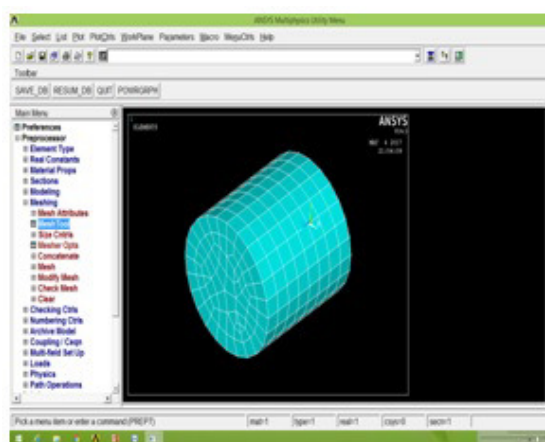 ANSYS Multiphysics Utility Menu
File Select List Plot PlotCtrls WorkPlane Parameters Macro MenuCtrls Help
Toolbar
SAVE_DB RESUM_DB QUIT POWRGRPH
Main Menu
Preferences
Preprocessor
Element Type
Real Constants
Material Props
Sections
Modeling
Meshing
Mesh Attributes
Mesh Tool
Size Cntrls
Mesher Opts
Concatenate
Mesh
Modify Mesh
Check Mesh
Clear
Checking Ctrls
Numbering Ctrls
Archive Model
Coupling / Ceqn
Multi-field Set Up
Loads
Physics
Path Operations
1
ELEMENTS
ANSYS
Pick a menu item or enter a command (PREP7)
mat=1
type=1
real=1
csys=0
secn=1